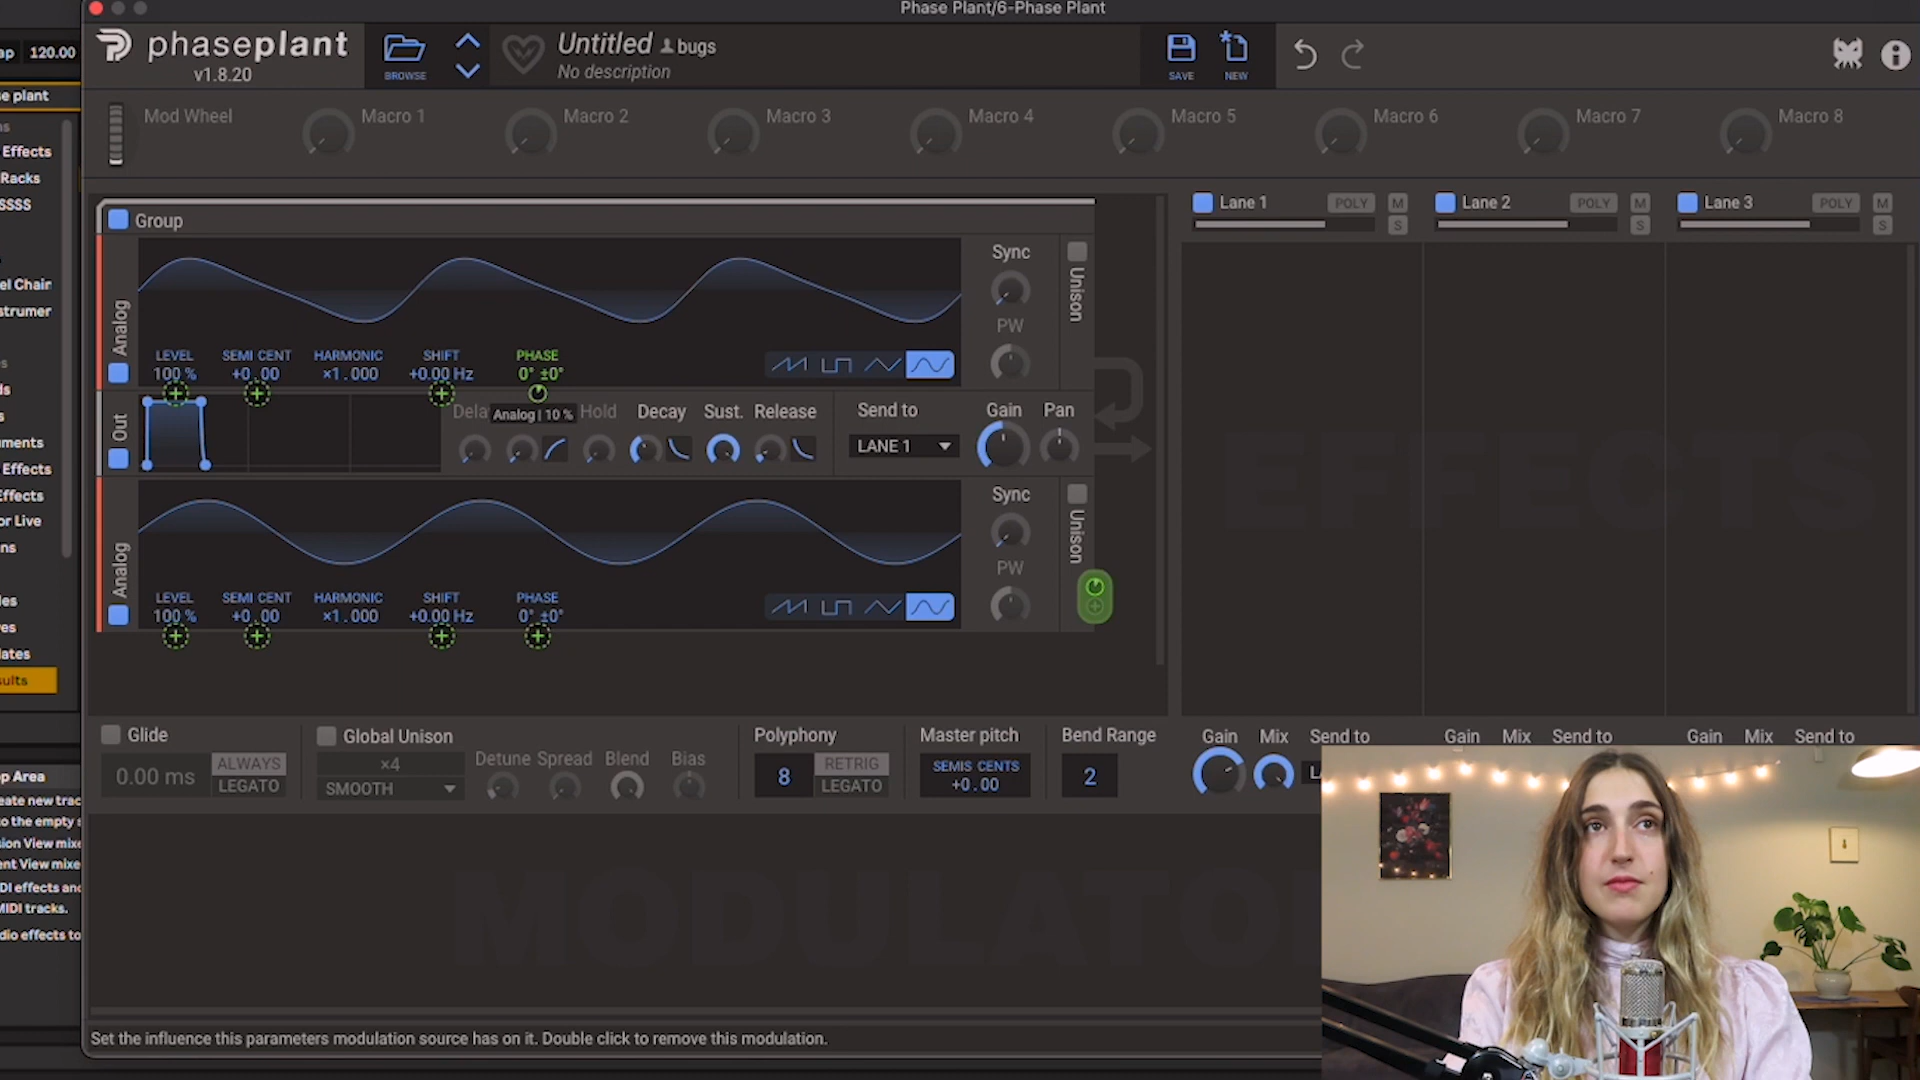 Phase Plant/6-Phase Plant
phaseplant
v1.8.20
BROWSE
Untitled bugs
No description
SAVE
NEW
120.00
Mod Wheel
Macro 1
Macro 2
Macro 3
Macro 4
Macro 5
Macro 6
Macro 7
Macro 8
Effects
Racks
Effects
Effects
Group
Analog
LEVEL
100 %
SEMI CENT
+0.00
HARMONIC
×1.000
SHIFT
+0.00 Hz
PHASE
0° ±0°
Sync
PW
Unison
Out
Analog | 10 %
Hold
Decay
Sust.
Release
Send to
LANE 1
Gain
Pan
Analog
LEVEL
100 %
SEMI CENT
+0.00
HARMONIC
×1.000
SHIFT
+0.00 Hz
PHASE
0° ±0°
Sync
PW
Unison
Lane 1
POLY
M
S
Lane 2
POLY
M
S
Lane 3
POLY
M
S
EFFECTS
Glide
0.00 ms
ALWAYS
LEGATO
Global Unison
×4
SMOOTH
Detune
Spread
Blend
Bias
Polyphony
8
RETRIG
LEGATO
Master pitch
SEMIS CENTS
+0.00
Bend Range
2
Gain
Mix
Send to
Gain
Mix
Send to
Gain
Mix
Send to
MODULATO
Set the influence this parameters modulation source has on it. Double click to remove this modulation.